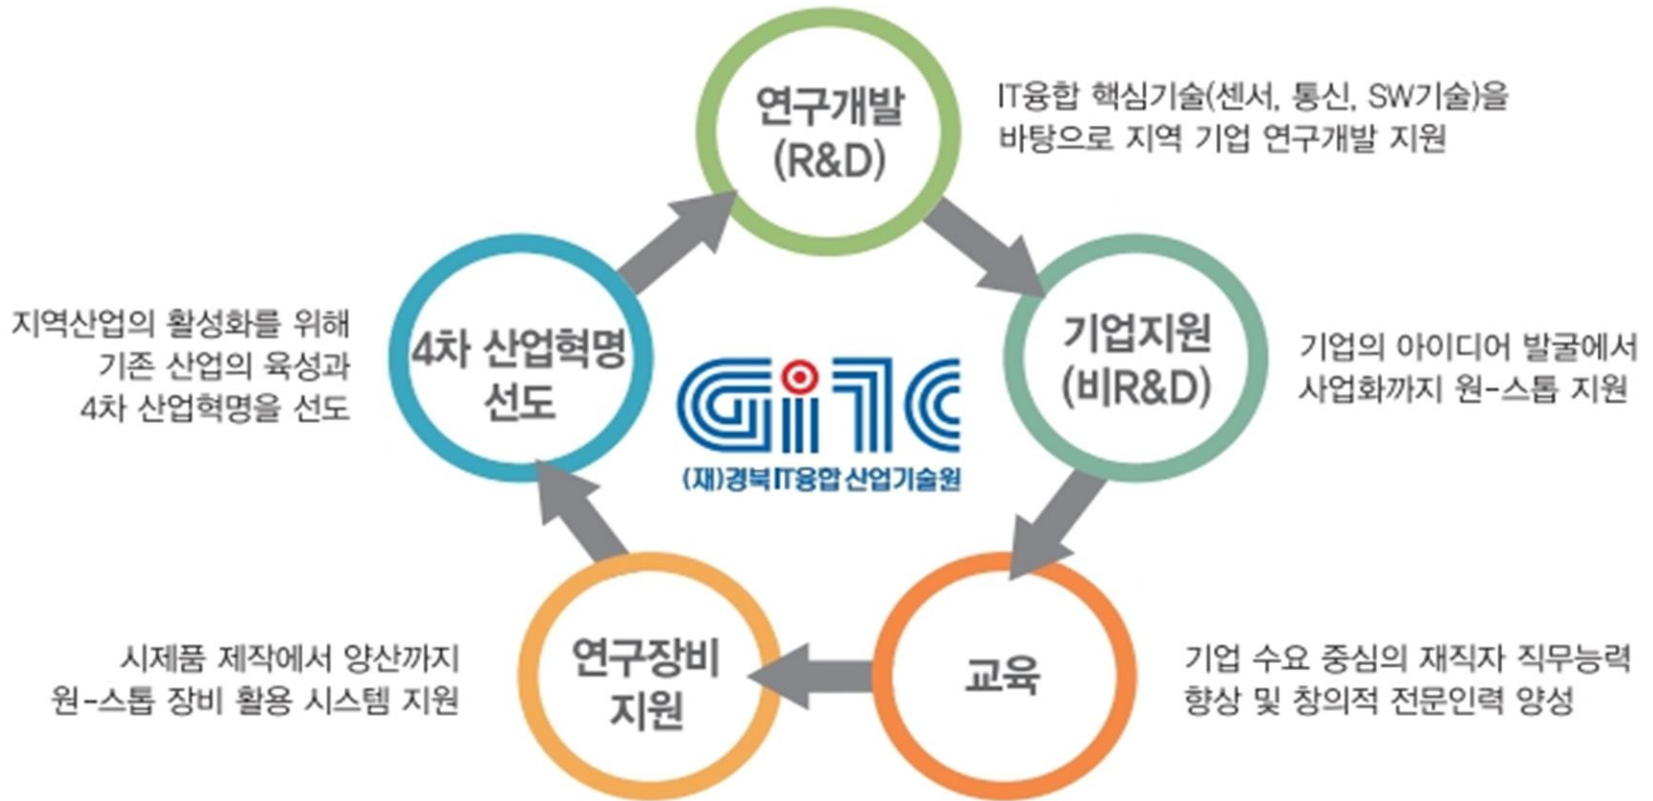 연구개발
(R&D)
IT융합 핵심기술(센서, 통신, SW기술)을
바탕으로 지역 기업 연구개발 지원
기업지원
(비R&D)
기업의 아이디어 발굴에서
사업화까지 원-스톱 지원
교육
기업 수요 중심의 재직자 직무능력
향상 및 창의적 전문인력 양성
연구장비
지원
시제품 제작에서 양산까지
원-스톱 장비 활용 시스템 지원
4차 산업혁명
선도
지역산업의 활성화를 위해
기존 산업의 육성과
4차 산업혁명을 선도
GITC
(재)경북IT융합 산업기술원